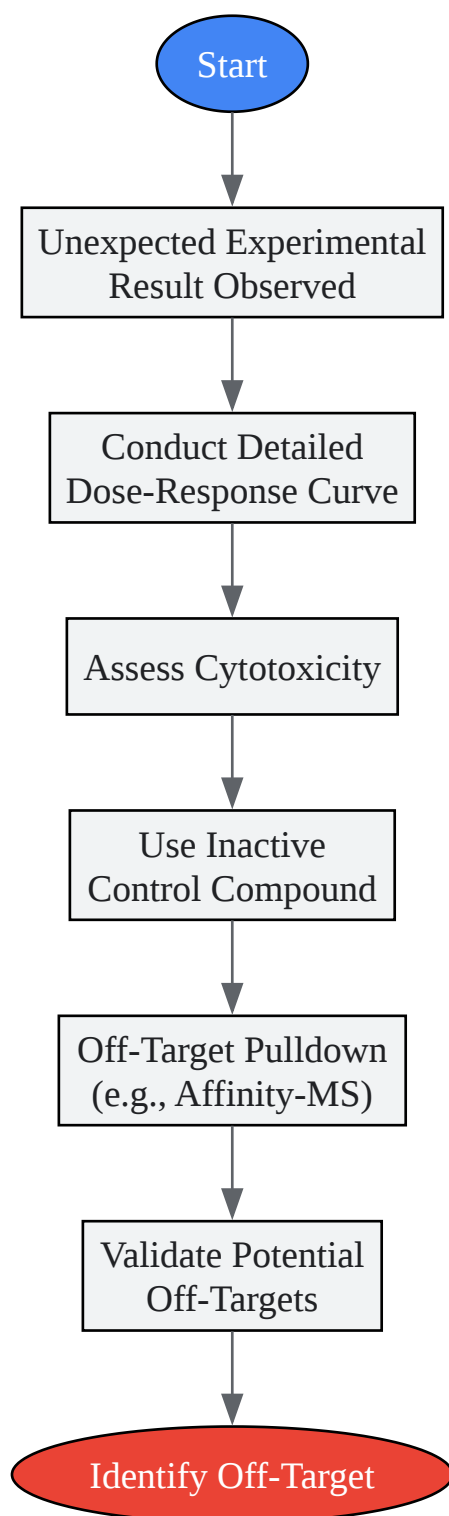 Start
Unexpected Experimental
Result Observed
Conduct Detailed
Dose-Response Curve
Assess Cytotoxicity
Use Inactive
Control Compound
Off-Target Pulldown
(e.g., Affinity-MS)
Validate Potential
Off-Targets
Identify Off-Target